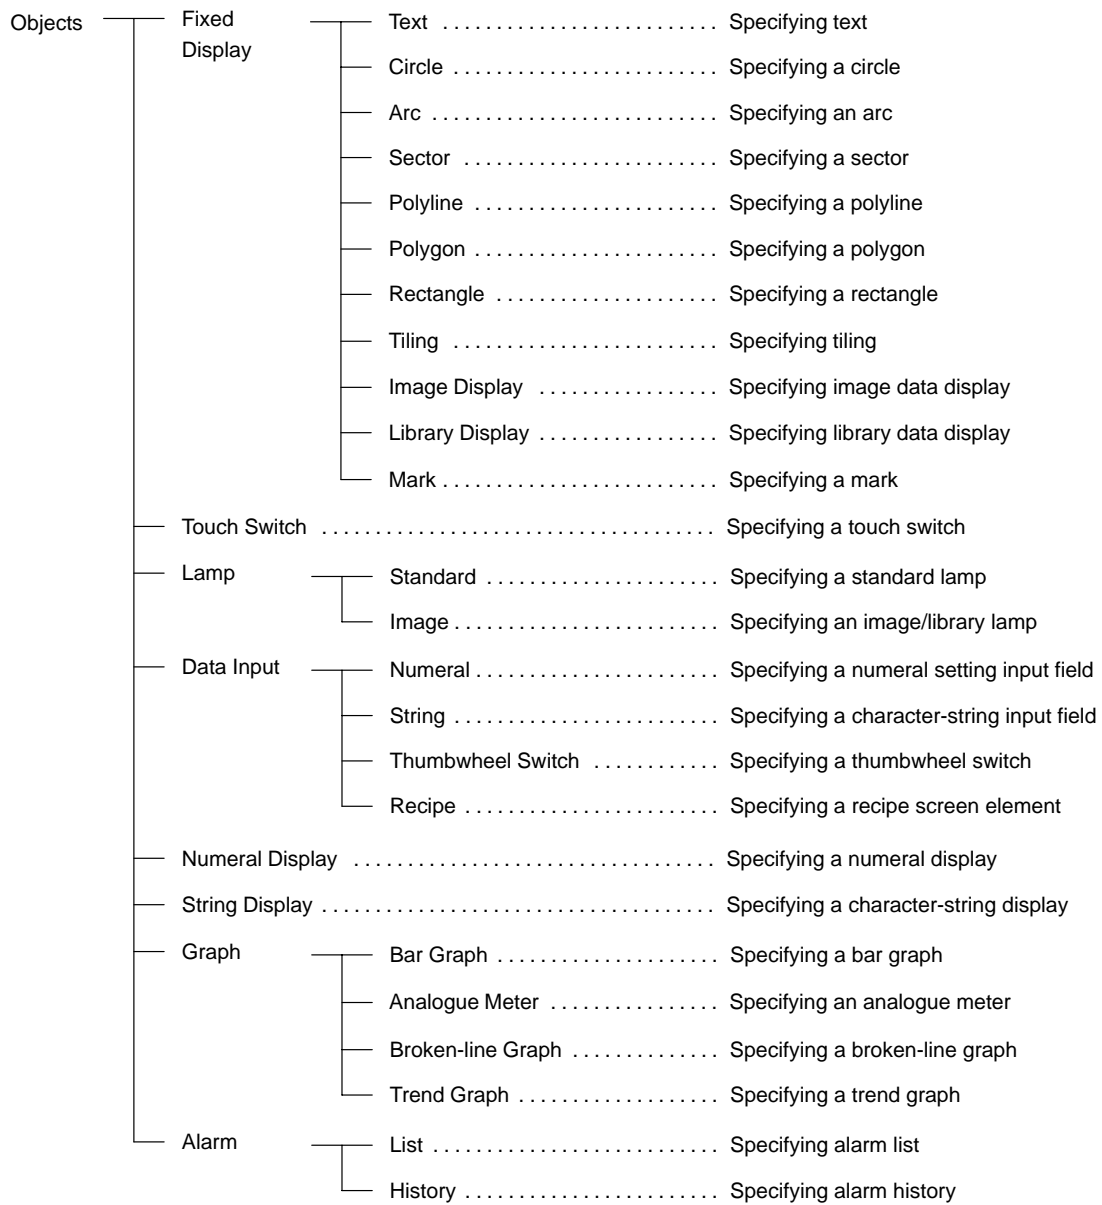 Objects Fixed Display Text . . . . . . . . . . . . . . . . . . . . . . . . . . Specifying text
Circle . . . . . . . . . . . . . . . . . . . . . . . . . Specifying a circle
Arc . . . . . . . . . . . . . . . . . . . . . . . . . . . Specifying an arc
Sector . . . . . . . . . . . . . . . . . . . . . . . . Specifying a sector
Polyline . . . . . . . . . . . . . . . . . . . . . . . Specifying a polyline
Polygon . . . . . . . . . . . . . . . . . . . . . . . Specifying a polygon
Rectangle . . . . . . . . . . . . . . . . . . . . . Specifying a rectangle
Tiling . . . . . . . . . . . . . . . . . . . . . . . . . Specifying tiling
Image Display . . . . . . . . . . . . . . . . . Specifying image data display
Library Display . . . . . . . . . . . . . . . . . Specifying library data display
Mark . . . . . . . . . . . . . . . . . . . . . . . . . . Specifying a mark
Touch Switch . . . . . . . . . . . . . . . . . . . . . . . . . . . . . . . . . . . . . Specifying a touch switch
Lamp Standard . . . . . . . . . . . . . . . . . . . . . . Specifying a standard lamp
Image . . . . . . . . . . . . . . . . . . . . . . . . . Specifying an image/library lamp
Data Input Numeral . . . . . . . . . . . . . . . . . . . . . . . Specifying a numeral setting input field
String . . . . . . . . . . . . . . . . . . . . . . . . . Specifying a character-string input field
Thumbwheel Switch . . . . . . . . . . . . Specifying a thumbwheel switch
Recipe . . . . . . . . . . . . . . . . . . . . . . . . Specifying a recipe screen element
Numeral Display . . . . . . . . . . . . . . . . . . . . . . . . . . . . . . . . . . Specifying a numeral display
String Display . . . . . . . . . . . . . . . . . . . . . . . . . . . . . . . . . . . . . Specifying a character-string display
Graph Bar Graph . . . . . . . . . . . . . . . . . . . . . Specifying a bar graph
Analogue Meter . . . . . . . . . . . . . . . . Specifying an analogue meter
Broken-line Graph . . . . . . . . . . . . . . Specifying a broken-line graph
Trend Graph . . . . . . . . . . . . . . . . . . . Specifying a trend graph
Alarm List . . . . . . . . . . . . . . . . . . . . . . . . . . . Specifying alarm list
History . . . . . . . . . . . . . . . . . . . . . . . . Specifying alarm history